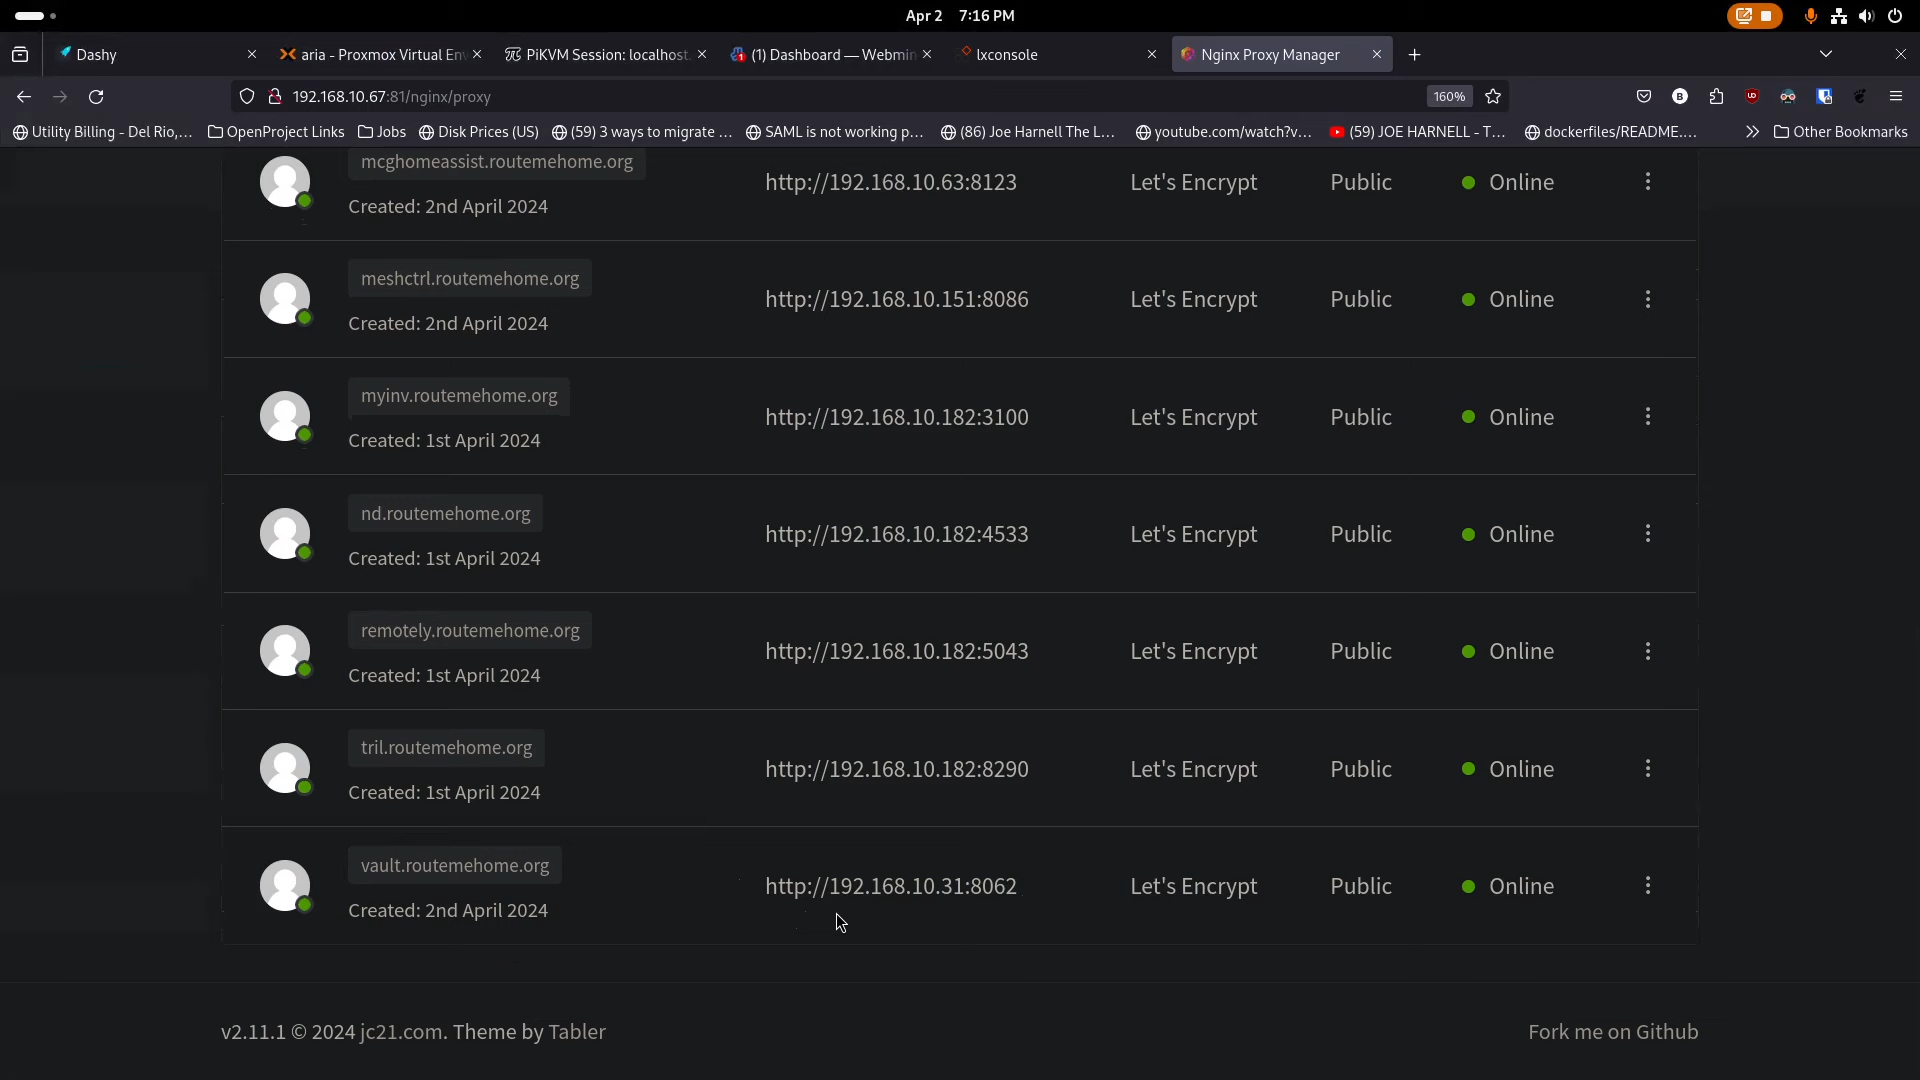 Apr 2 7:16 PM
Dashy
aria - Proxmox Virtual En
PiKVM Session: localhost.
(1) Dashboard — Webmin
lxconsole
Nginx Proxy Manager
192.168.10.67:81/nginx/proxy
160%
Utility Billing - Del Rio,...
OpenProject Links
Jobs
Disk Prices (US)
(59) 3 ways to migrate ...
SAML is not working p...
(86) Joe Harnell The L...
youtube.com/watch?v...
(59) JOE HARNELL - T...
dockerfiles/README....
Other Bookmarks
mcghomeassist.routemehome.org
Created: 2nd April 2024
http://192.168.10.63:8123 Let's Encrypt Public Online
meshctrl.routemehome.org
Created: 2nd April 2024
http://192.168.10.151:8086 Let's Encrypt Public Online
myinv.routemehome.org
Created: 1st April 2024
http://192.168.10.182:3100 Let's Encrypt Public Online
nd.routemehome.org
Created: 1st April 2024
http://192.168.10.182:4533 Let's Encrypt Public Online
remotely.routemehome.org
Created: 1st April 2024
http://192.168.10.182:5043 Let's Encrypt Public Online
tril.routemehome.org
Created: 1st April 2024
http://192.168.10.182:8290 Let's Encrypt Public Online
vault.routemehome.org
Created: 2nd April 2024
http://192.168.10.31:8062 Let's Encrypt Public Online
v2.11.1 © 2024 jc21.com. Theme by Tabler
Fork me on Github